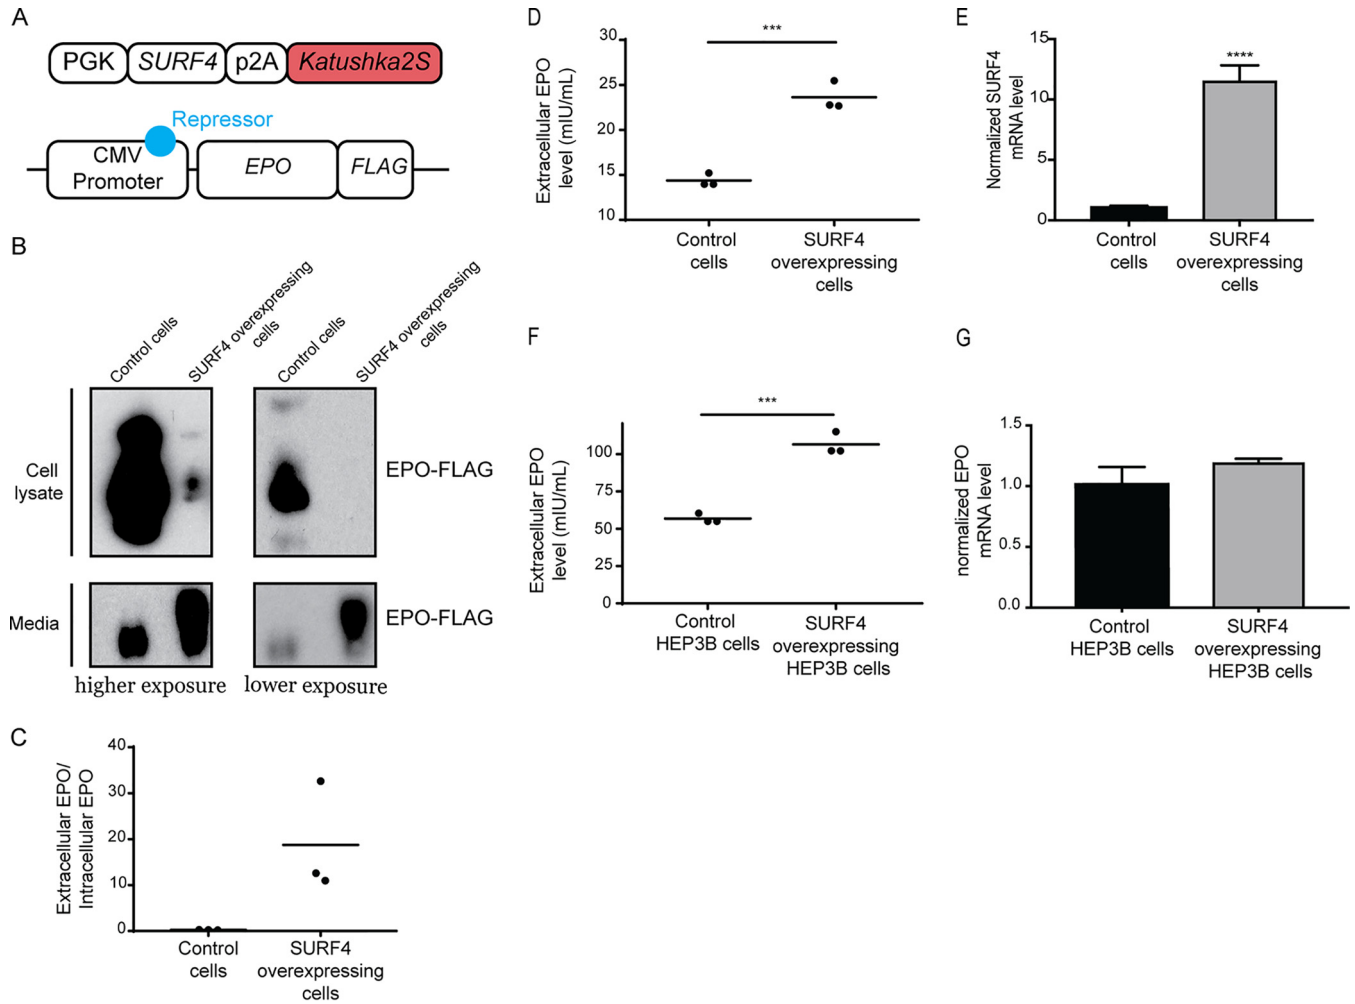 A
PGK SURF4 p2A Katushka2S
Repressor
CMV
Promoter
EPO FLAG
B
Control cells
SURF4 overexpressing
cells
Control cells
SURF4 overexpressing
cells
Cell
lysate
EPO-FLAG
Media
EPO-FLAG
higher exposure
lower exposure
C
Extracellular EPO/
Intracellular EPO
40
30
20
10
0
Control
cells
SURF4
overexpressing
cells
D
Extracellular EPO
level (mIU/mL)
30
25
20
15
10
***
Control
cells
SURF4
overexpressing
cells
E
Normalized SURF4
mRNA level
15
10
5
0
****
Control
cells
SURF4
overexpressing
cells
F
Extracellular EPO
level (mIU/mL)
100
75
50
25
0
***
Control
HEP3B cells
SURF4
overexpressing
HEP3B cells
G
normalized EPO
mRNA level
1.5
1.0
0.5
0.0
Control
HEP3B cells
SURF4
overexpressing
HEP3B cells